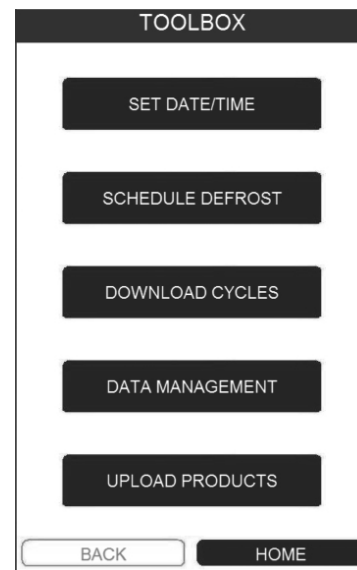 TOOLBOX
SET DATE/TIME
SCHEDULE DEFROST
DOWNLOAD CYCLES
DATA MANAGEMENT
UPLOAD PRODUCTS
BACK HOME